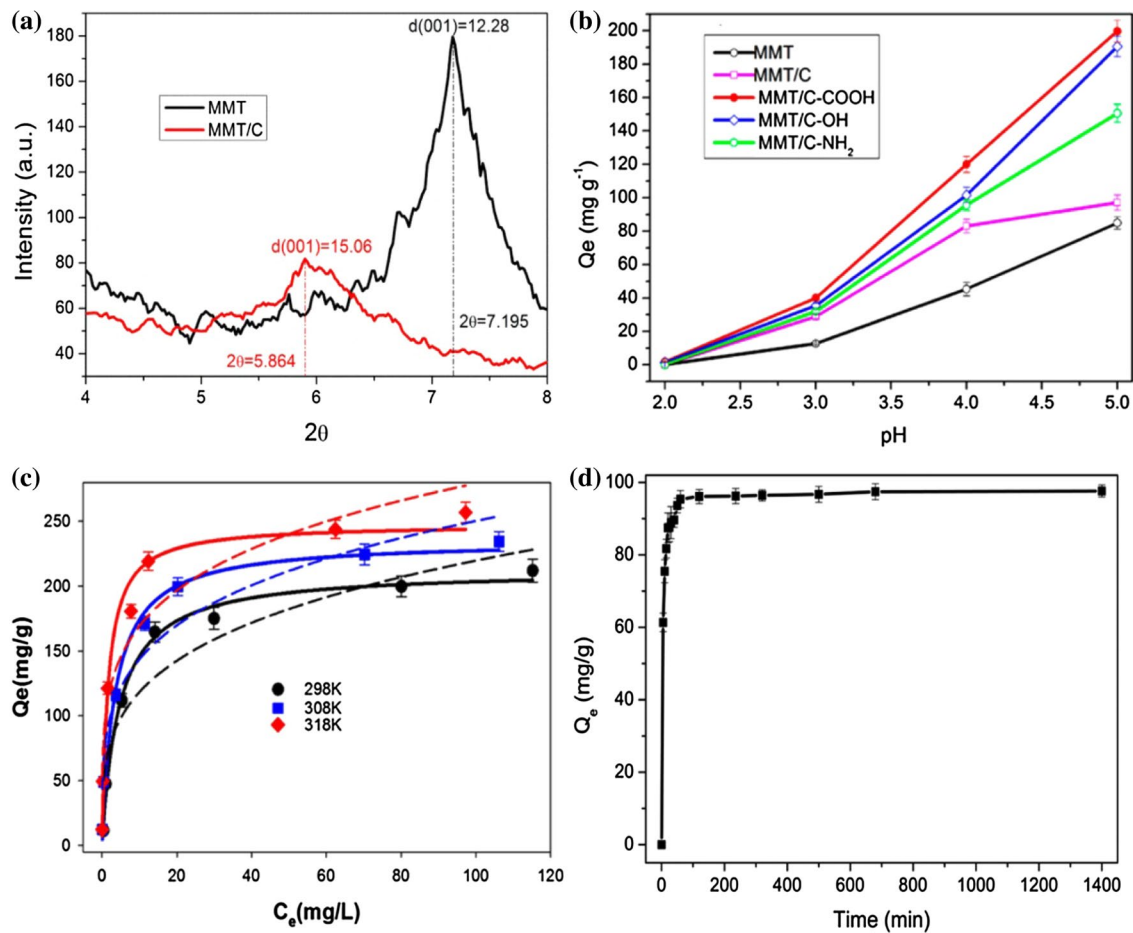 (a)
d(001)=12.28
180
160
140
120
100
80
60
40
Intensity (a.u.)
MMT
MMT/C
d(001)=15.06
2θ=5.864
2θ=7.195
4 5 6 7 8
2θ
(b)
200
180
160
140
120
100
80
60
40
20
0
Qe (mg g⁻¹)
MMT
MMT/C
MMT/C-COOH
MMT/C-OH
MMT/C-NH₂
2.0 2.5 3.0 3.5 4.0 4.5 5.0
pH
(c)
250
200
150
100
50
0
Qe(mg/g)
298K
308K
318K
0 20 40 60 80 100 120
Cₑ(mg/L)
(d)
100
80
60
40
20
0
Qₑ (mg/g)
0 200 400 600 800 1000 1200 1400
Time (min)